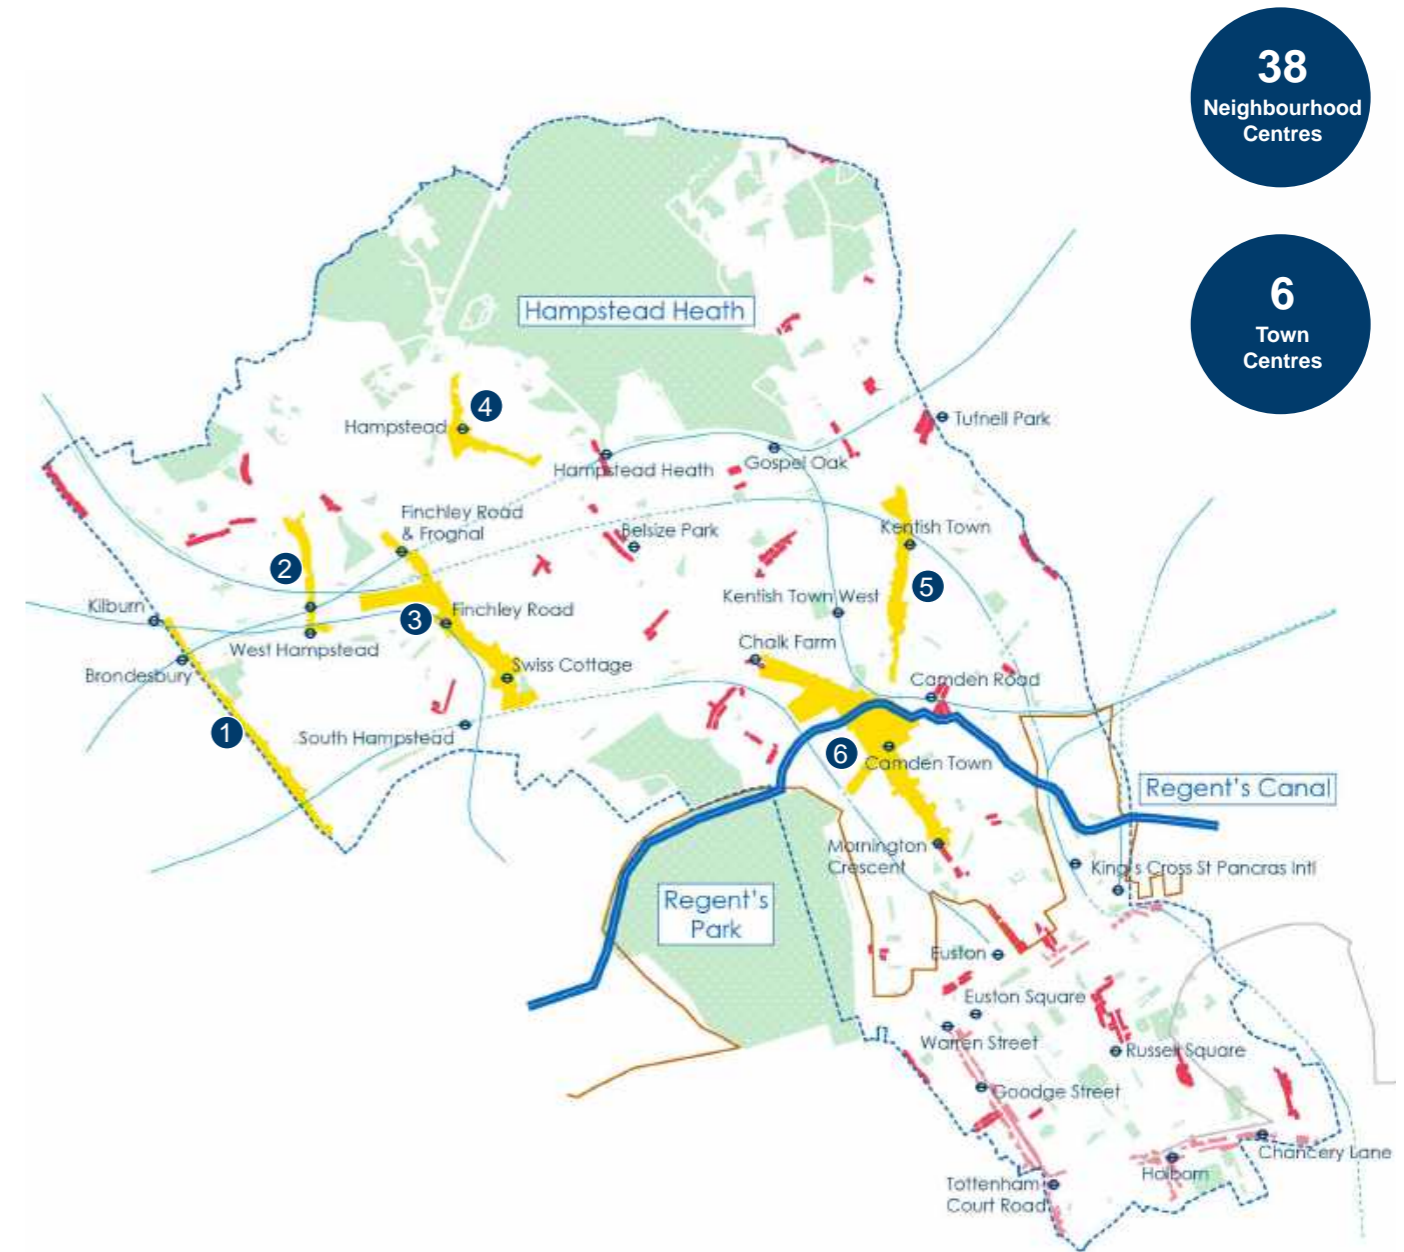 38
Neighbourhood
Centres
6
Town
Centres
Hampstead Heath
4
Hampstead
Tufnell Park
Hampstead Heath
Gospel Oak
Finchley Road
& Frognal
Belsize Park
Kentish Town
2
5
Kilburn
3
Finchley Road
Kentish Town West
West Hampstead
Chalk Farm
Brondesbury
Swiss Cottage
Camden Road
1
South Hampstead
6
Camden Town
Regent's Canal
Mornington
Crescent
King's Cross St Pancras Intl
Regent's
Park
Euston
Euston Square
Warren Street
Russell Square
Goodge Street
Chancery Lane
Holborn
Tottenham
Court Road